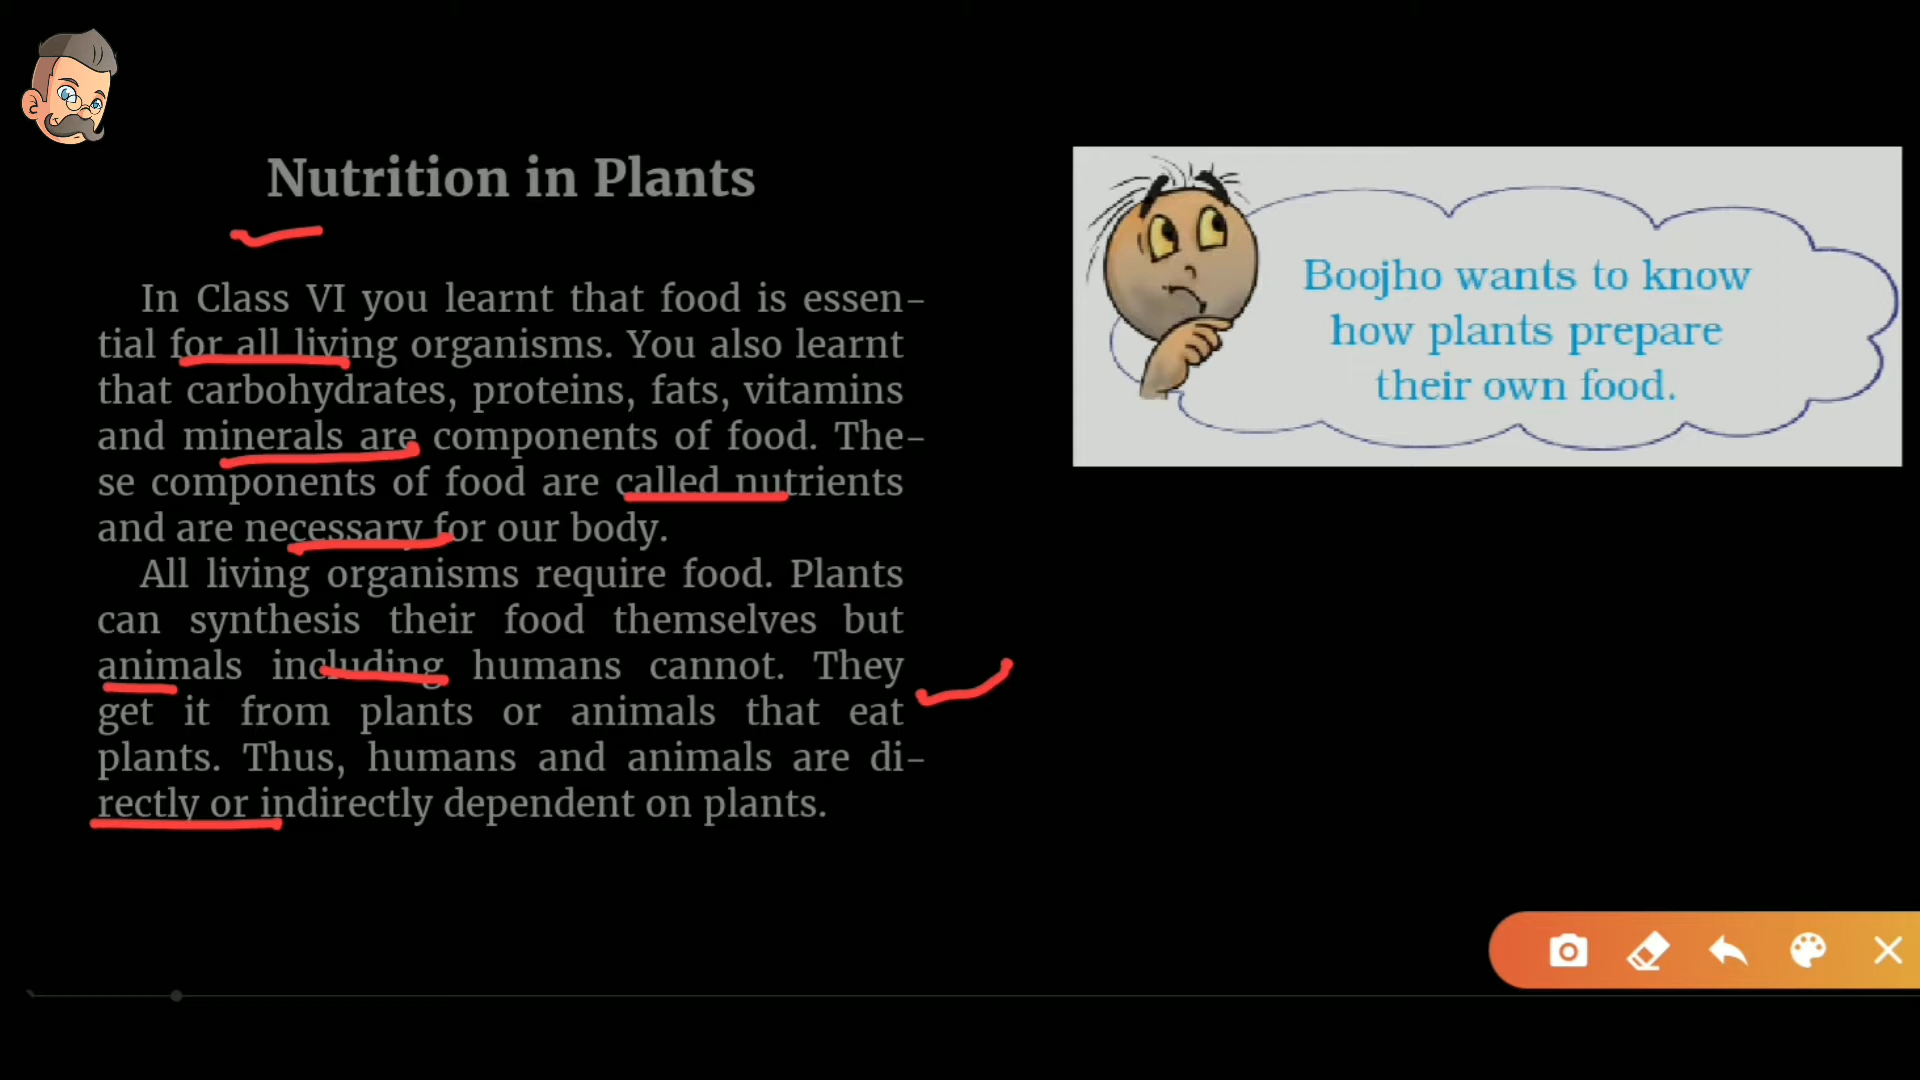 Nutrition in Plants
In Class VI you learnt that food is essen-
tial for all living organisms. You also learnt
that carbohydrates, proteins, fats, vitamins
and minerals are components of food. The-
se components of food are called nutrients
and are necessary for our body.
All living organisms require food. Plants
can synthesis their food themselves but
animals including humans cannot. They
get it from plants or animals that eat
plants. Thus, humans and animals are di-
rectly or indirectly dependent on plants.
Boojho wants to know
how plants prepare
their own food.